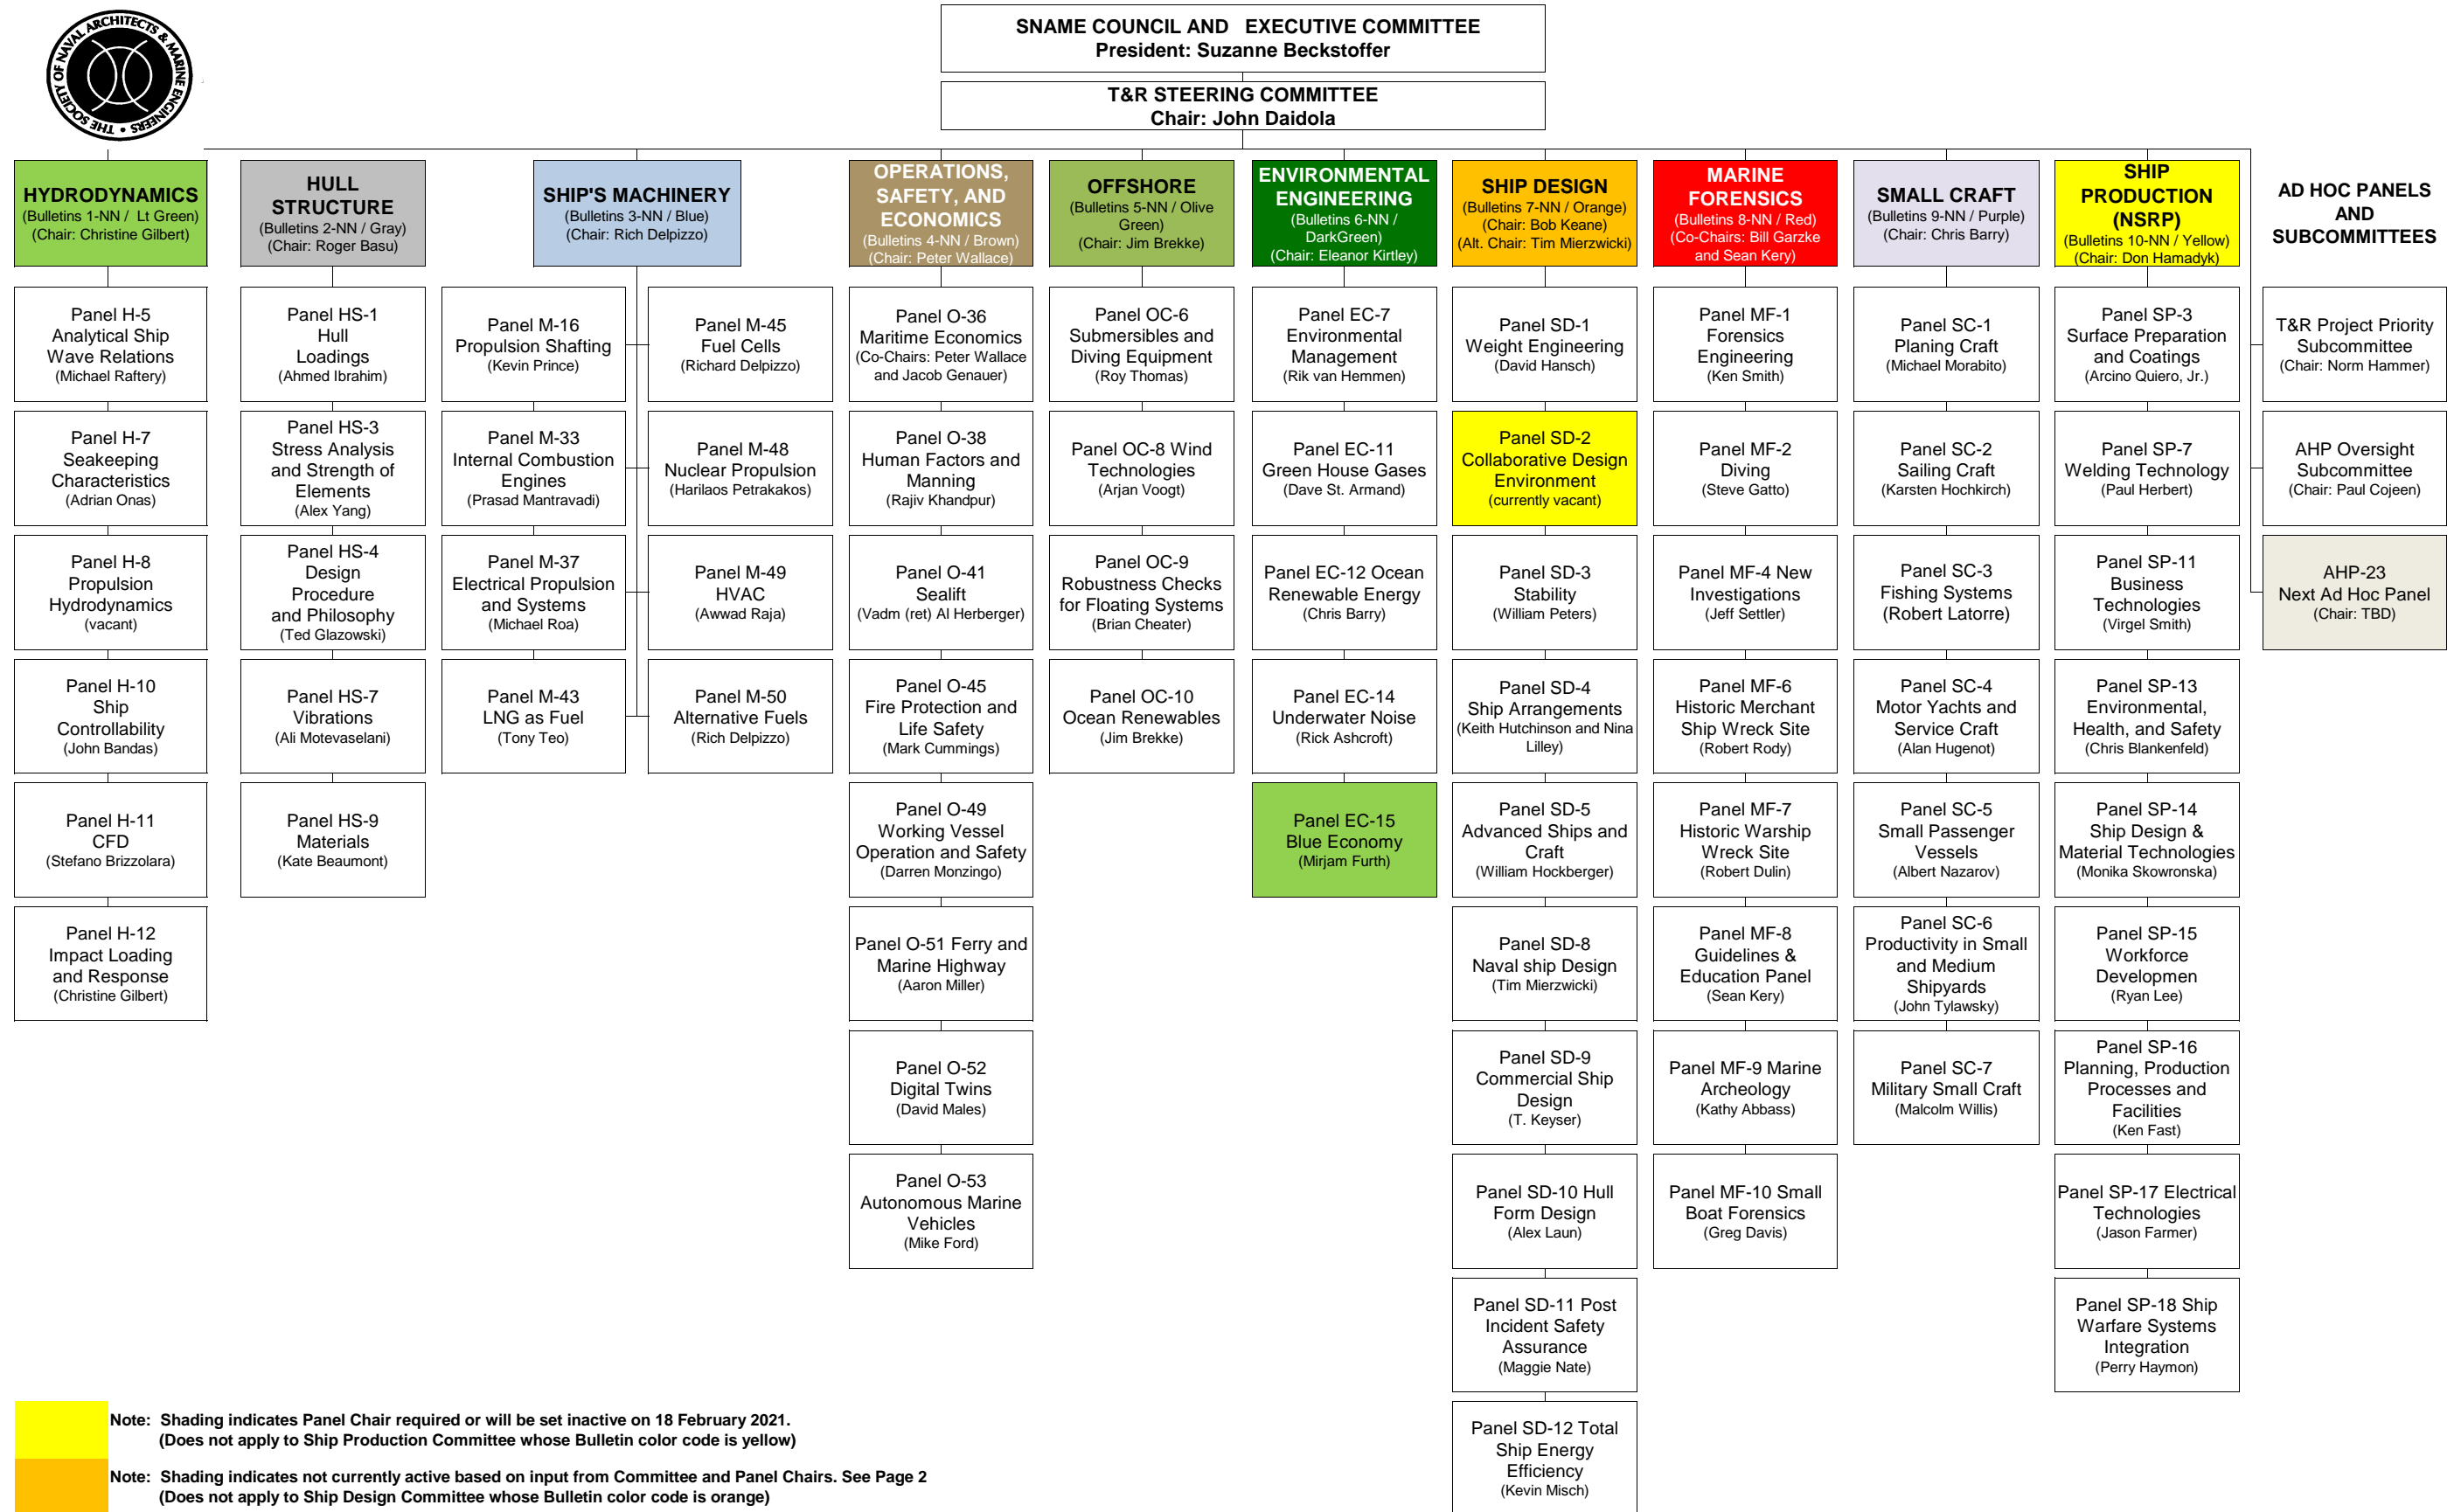 THE SOCIETY OF NAVAL ARCHITECTS & MARINE ENGINEERS •
SNAME COUNCIL AND EXECUTIVE COMMITTEE
President: Suzanne Beckstoffer
T&R STEERING COMMITTEE
Chair: John Daidola
HYDRODYNAMICS
(Bulletins 1-NN / Lt Green)
(Chair: Christine Gilbert)
Panel H-5
Analytical Ship
Wave Relations
(Michael Raftery)
Panel H-7
Seakeeping
Characteristics
(Adrian Onas)
Panel H-8
Propulsion
Hydrodynamics
(vacant)
Panel H-10
Ship
Controllability
(John Bandas)
Panel H-11
CFD
(Stefano Brizzolara)
Panel H-12
Impact Loading
and Response
(Christine Gilbert)
HULL
STRUCTURE
(Bulletins 2-NN / Gray)
(Chair: Roger Basu)
Panel HS-1
Hull
Loadings
(Ahmed Ibrahim)
Panel HS-3
Stress Analysis
and Strength of
Elements
(Alex Yang)
Panel HS-4
Design
Procedure
and Philosophy
(Ted Glazowski)
Panel HS-7
Vibrations
(Ali Motevaselani)
Panel HS-9
Materials
(Kate Beaumont)
SHIP'S MACHINERY
(Bulletins 3-NN / Blue)
(Chair: Rich Delpizzo)
Panel M-16
Propulsion Shafting
(Kevin Prince)
Panel M-33
Internal Combustion
Engines
(Prasad Mantravadi)
Panel M-37
Electrical Propulsion
and Systems
(Michael Roa)
Panel M-43
LNG as Fuel
(Tony Teo)
Panel M-45
Fuel Cells
(Richard Delpizzo)
Panel M-48
Nuclear Propulsion
(Harilaos Petrakakos)
Panel M-49
HVAC
(Awwad Raja)
Panel M-50
Alternative Fuels
(Rich Delpizzo)
OPERATIONS,
SAFETY, AND
ECONOMICS
(Bulletins 4-NN / Brown)
(Chair: Peter Wallace)
Panel O-36
Maritime Economics
(Co-Chairs: Peter Wallace
and Jacob Genauer)
Panel O-38
Human Factors and
Manning
(Rajiv Khandpur)
Panel O-41
Sealift
(Vadm (ret) Al Herberger)
Panel O-45
Fire Protection and
Life Safety
(Mark Cummings)
Panel O-49
Working Vessel
Operation and Safety
(Darren Monzingo)
Panel O-51 Ferry and
Marine Highway
(Aaron Miller)
Panel O-52
Digital Twins
(David Males)
Panel O-53
Autonomous Marine
Vehicles
(Mike Ford)
OFFSHORE
(Bulletins 5-NN / Olive
Green)
(Chair: Jim Brekke)
Panel OC-6
Submersibles and
Diving Equipment
(Roy Thomas)
Panel OC-8 Wind
Technologies
(Arjan Voogt)
Panel OC-9
Robustness Checks
for Floating Systems
(Brian Cheater)
Panel OC-10
Ocean Renewables
(Jim Brekke)
ENVIRONMENTAL
ENGINEERING
(Bulletins 6-NN /
DarkGreen)
(Chair: Eleanor Kirtley)
Panel EC-7
Environmental
Management
(Rik van Hemmen)
Panel EC-11
Green House Gases
(Dave St. Armand)
Panel EC-12 Ocean
Renewable Energy
(Chris Barry)
Panel EC-14
Underwater Noise
(Rick Ashcroft)
Panel EC-15
Blue Economy
(Mirjam Furth)
SHIP DESIGN
(Bulletins 7-NN / Orange)
(Chair: Bob Keane)
(Alt. Chair: Tim Mierzwicki)
Panel SD-1
Weight Engineering
(David Hansch)
Panel SD-2
Collaborative Design
Environment
(currently vacant)
Panel SD-3
Stability
(William Peters)
Panel SD-4
Ship Arrangements
(Keith Hutchinson and Nina
Lilley)
Panel SD-5
Advanced Ships and
Craft
(William Hockberger)
Panel SD-8
Naval ship Design
(Tim Mierzwicki)
Panel SD-9
Commercial Ship
Design
(T. Keyser)
Panel SD-10 Hull
Form Design
(Alex Laun)
Panel SD-11 Post
Incident Safety
Assurance
(Maggie Nate)
Panel SD-12 Total
Ship Energy
Efficiency
(Kevin Misch)
MARINE
FORENSICS
(Bulletins 8-NN / Red)
(Co-Chairs: Bill Garzke
and Sean Kery)
Panel MF-1
Forensics
Engineering
(Ken Smith)
Panel MF-2
Diving
(Steve Gatto)
Panel MF-4 New
Investigations
(Jeff Settler)
Panel MF-6
Historic Merchant
Ship Wreck Site
(Robert Rody)
Panel MF-7
Historic Warship
Wreck Site
(Robert Dulin)
Panel MF-8
Guidelines &
Education Panel
(Sean Kery)
Panel MF-9 Marine
Archeology
(Kathy Abbass)
Panel MF-10 Small
Boat Forensics
(Greg Davis)
SMALL CRAFT
(Bulletins 9-NN / Purple)
(Chair: Chris Barry)
Panel SC-1
Planing Craft
(Michael Morabito)
Panel SC-2
Sailing Craft
(Karsten Hochkirch)
Panel SC-3
Fishing Systems
(Robert Latorre)
Panel SC-4
Motor Yachts and
Service Craft
(Alan Hugenot)
Panel SC-5
Small Passenger
Vessels
(Albert Nazarov)
Panel SC-6
Productivity in Small
and Medium
Shipyards
(John Tylawsky)
Panel SC-7
Military Small Craft
(Malcolm Willis)
SHIP
PRODUCTION
(NSRP)
(Bulletins 10-NN / Yellow)
(Chair: Don Hamadyk)
Panel SP-3
Surface Preparation
and Coatings
(Arcino Quiero, Jr.)
Panel SP-7
Welding Technology
(Paul Herbert)
Panel SP-11
Business
Technologies
(Virgel Smith)
Panel SP-13
Environmental,
Health, and Safety
(Chris Blankenfeld)
Panel SP-14
Ship Design &
Material Technologies
(Monika Skowronska)
Panel SP-15
Workforce
Developmen
(Ryan Lee)
Panel SP-16
Planning, Production
Processes and
Facilities
(Ken Fast)
Panel SP-17 Electrical
Technologies
(Jason Farmer)
Panel SP-18 Ship
Warfare Systems
Integration
(Perry Haymon)
AD HOC PANELS
AND
SUBCOMMITTEES
T&R Project Priority
Subcommittee
(Chair: Norm Hammer)
AHP Oversight
Subcommittee
(Chair: Paul Cojeen)
AHP-23
Next Ad Hoc Panel
(Chair: TBD)
Note: Shading indicates Panel Chair required or will be set inactive on 18 February 2021.
(Does not apply to Ship Production Committee whose Bulletin color code is yellow)
Note: Shading indicates not currently active based on input from Committee and Panel Chairs. See Page 2
(Does not apply to Ship Design Committee whose Bulletin color code is orange)